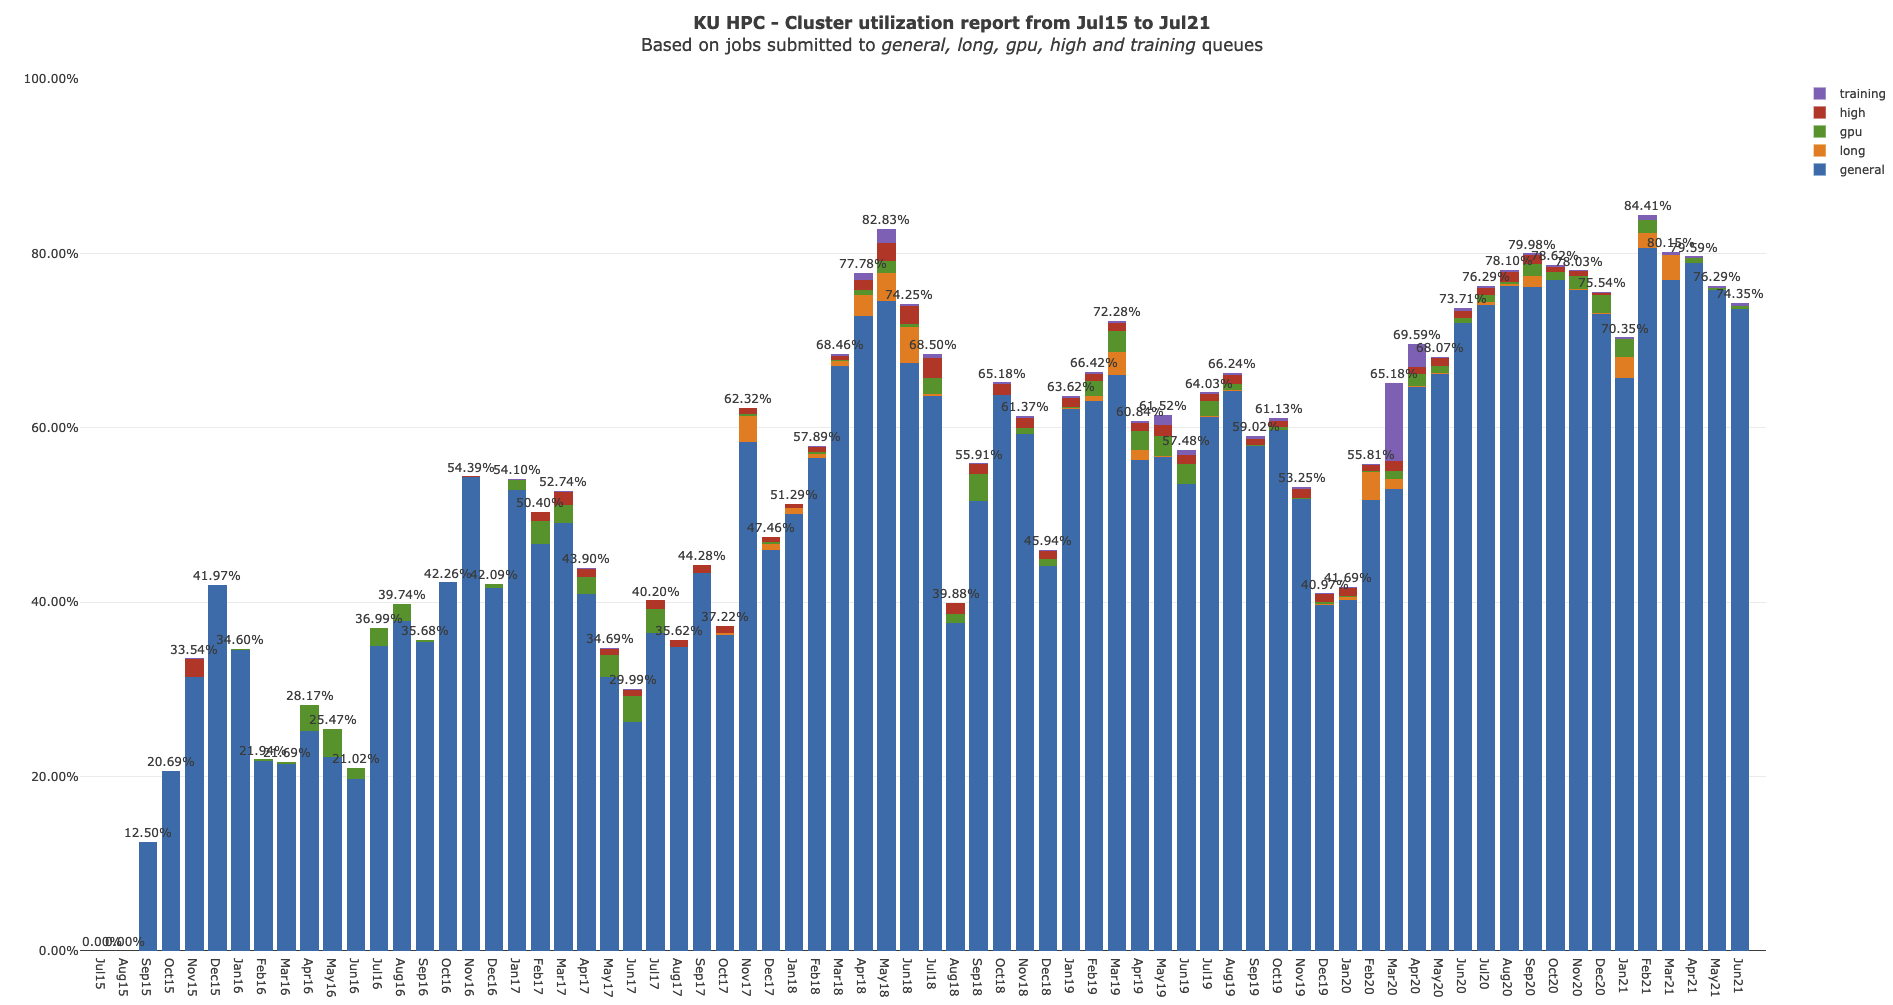 KU HPC - Cluster utilization report from Jul15 to Jul21
Based on jobs submitted to general, long, gpu, high and training queues
100.00%
80.00%
60.00%
40.00%
20.00%
0.00%
training
high
gpu
long
general
0.00%
0.00%
12.50%
20.69%
33.54%
41.97%
34.60%
21.94%
21.69%
28.17%
25.47%
21.02%
36.99%
39.74%
35.68%
42.26%
54.39%
42.09%
54.10%
50.40%
52.74%
43.90%
34.69%
29.99%
40.20%
35.62%
44.28%
37.22%
62.32%
47.46%
51.29%
57.89%
68.46%
77.78%
82.83%
74.25%
68.50%
39.88%
55.91%
65.18%
61.37%
45.94%
63.62%
66.42%
72.28%
60.84%
61.52%
57.48%
64.03%
66.24%
59.02%
61.13%
53.25%
40.97%
41.69%
55.81%
65.18%
69.59%
68.07%
73.71%
76.29%
78.10%
79.98%
78.62%
78.03%
75.54%
70.35%
84.41%
80.15%
79.59%
76.29%
74.35%
Jul15
Aug15
Sep15
Oct15
Nov15
Dec15
Jan16
Feb16
Mar16
Apr16
May16
Jun16
Jul16
Aug16
Sep16
Oct16
Nov16
Dec16
Jan17
Feb17
Mar17
Apr17
May17
Jun17
Jul17
Aug17
Sep17
Oct17
Nov17
Dec17
Jan18
Feb18
Mar18
Apr18
May18
Jun18
Jul18
Aug18
Sep18
Oct18
Nov18
Dec18
Jan19
Feb19
Mar19
Apr19
May19
Jun19
Jul19
Aug19
Sep19
Oct19
Nov19
Dec19
Jan20
Feb20
Mar20
Apr20
May20
Jun20
Jul20
Aug20
Sep20
Oct20
Nov20
Dec20
Jan21
Feb21
Mar21
Apr21
May21
Jun21